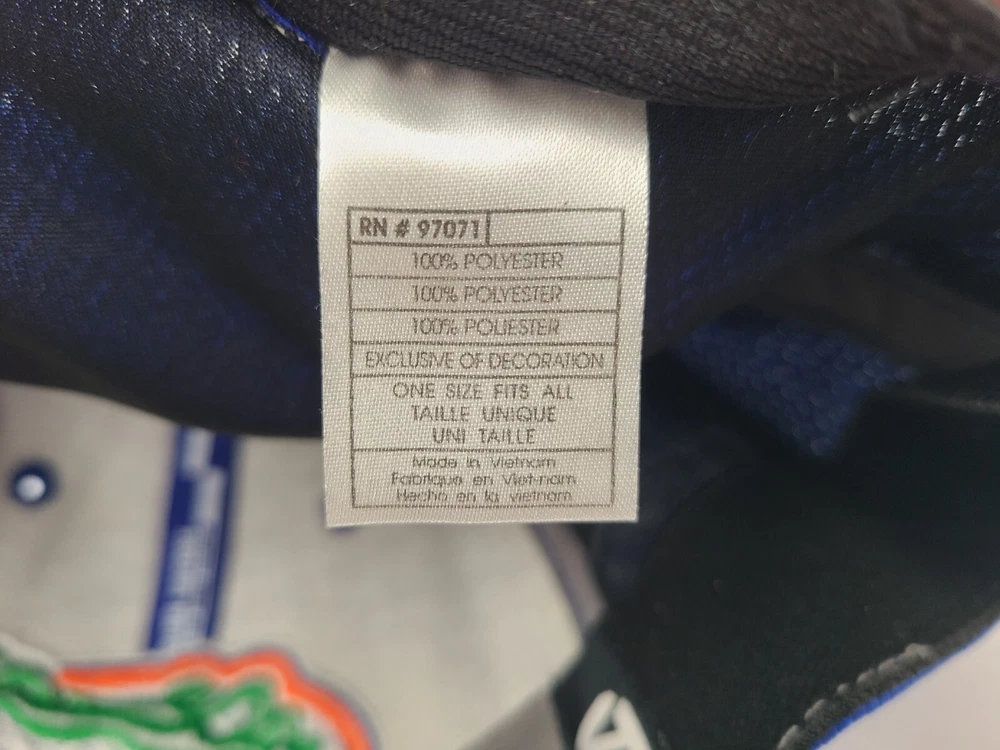 RN # 97071
100% POLYESTER
100% POLYESTER
100% POLIESTER
EXCLUSIVE OF DECORATION
ONE SIZE FITS ALL
TAILLE UNIQUE
UNI TAILLE
Made in Vietnam
Fabriqué en Viet-nam
Hecho en la vietnam